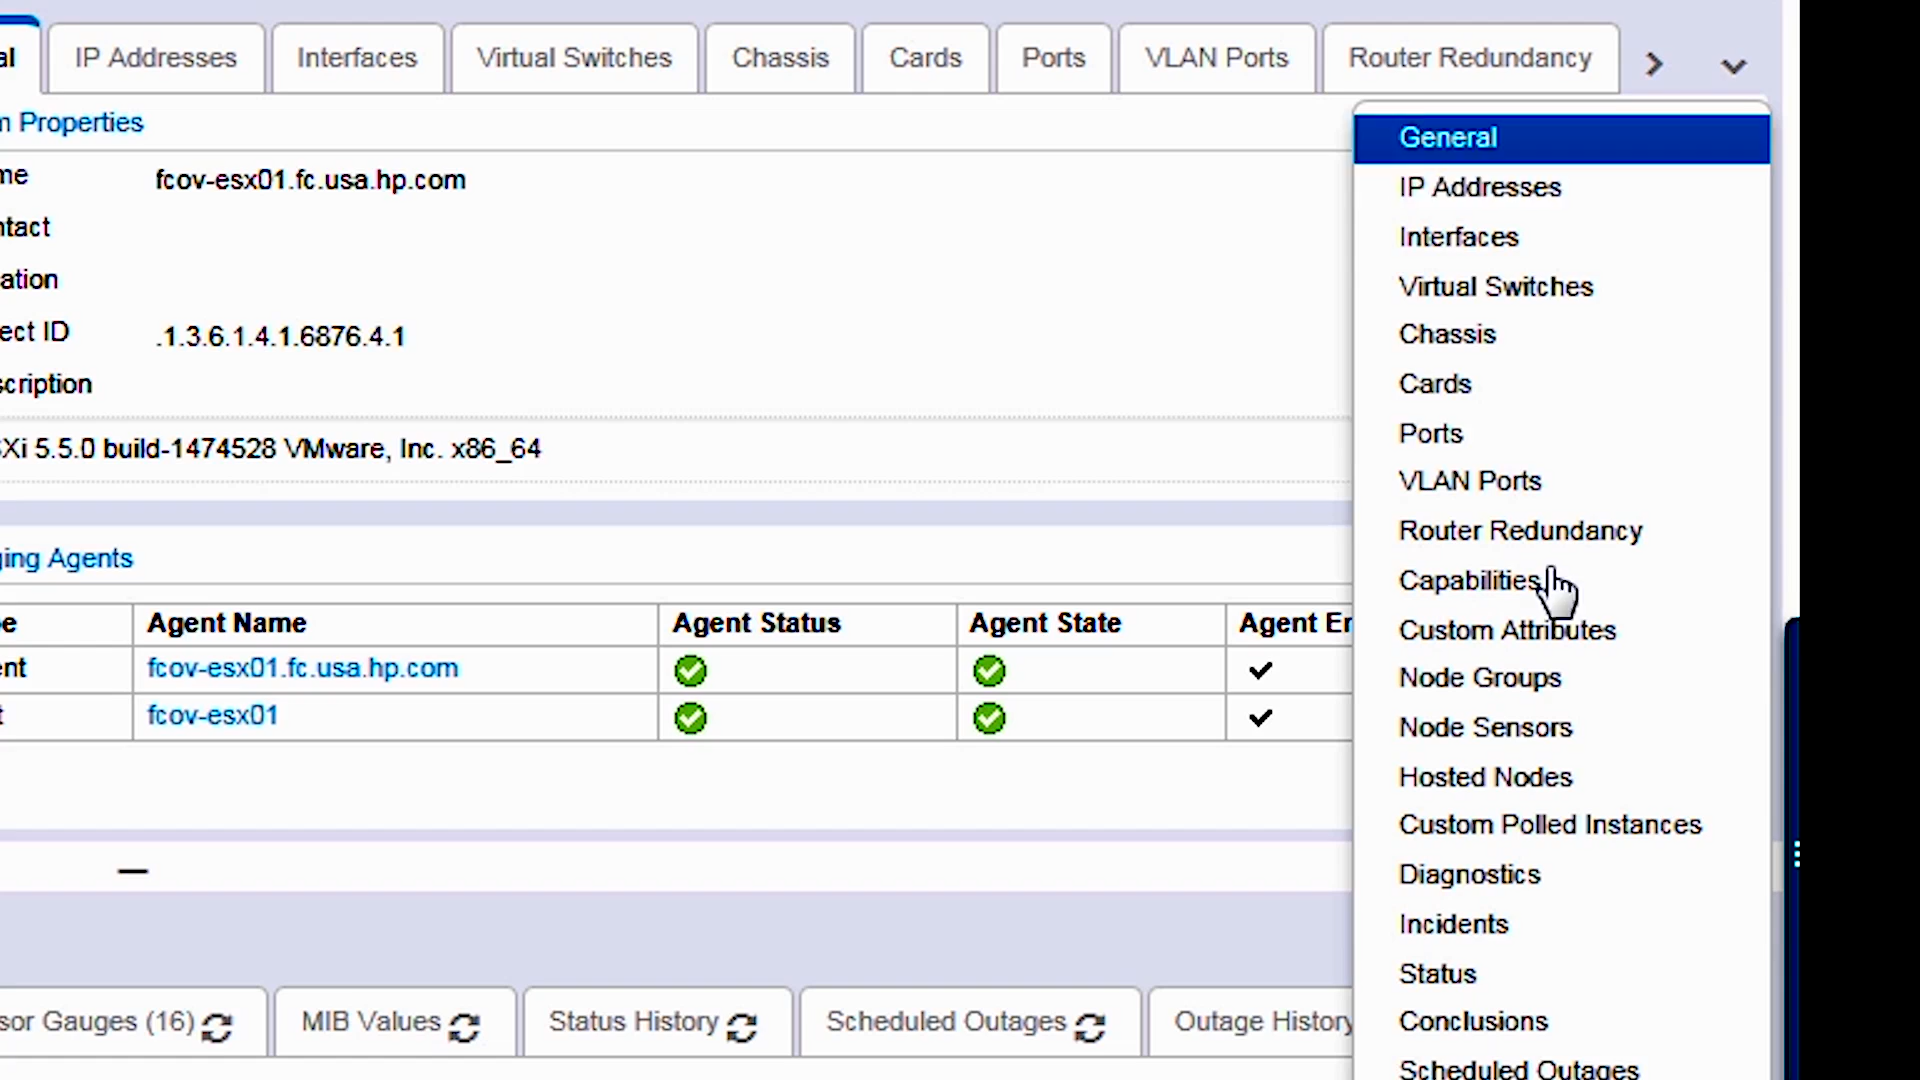 al IP Addresses Interfaces Virtual Switches Chassis Cards Ports VLAN Ports Router Redundancy
m Properties
me fcov-esx01.fc.usa.hp.com
ntact
ation
ect ID .1.3.6.1.4.1.6876.4.1
scription
SXi 5.5.0 build-1474528 VMware, Inc. x86_64
ging Agents
e Agent Name Agent Status Agent State Agent En
ent fcov-esx01.fc.usa.hp.com
t fcov-esx01
sor Gauges (16) MIB Values Status History Scheduled Outages Outage History
General
IP Addresses
Interfaces
Virtual Switches
Chassis
Cards
Ports
VLAN Ports
Router Redundancy
Capabilities
Custom Attributes
Node Groups
Node Sensors
Hosted Nodes
Custom Polled Instances
Diagnostics
Incidents
Status
Conclusions
Scheduled Outages